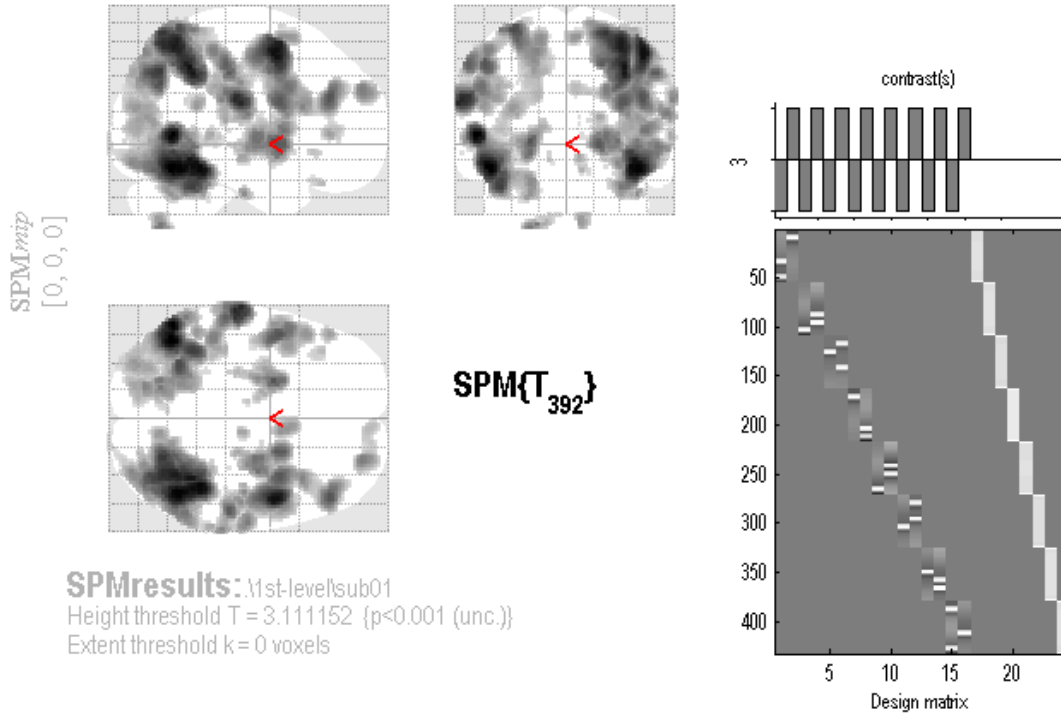 contrast(s)
3
SPMmip
[0, 0, 0]
SPM{T392}
50
100
150
200
250
300
350
400
5 10 15 20
Design matrix
SPMresults: .\1st-level\sub01
Height threshold T = 3.111152 {p<0.001 (unc.)}
Extent threshold k = 0 voxels